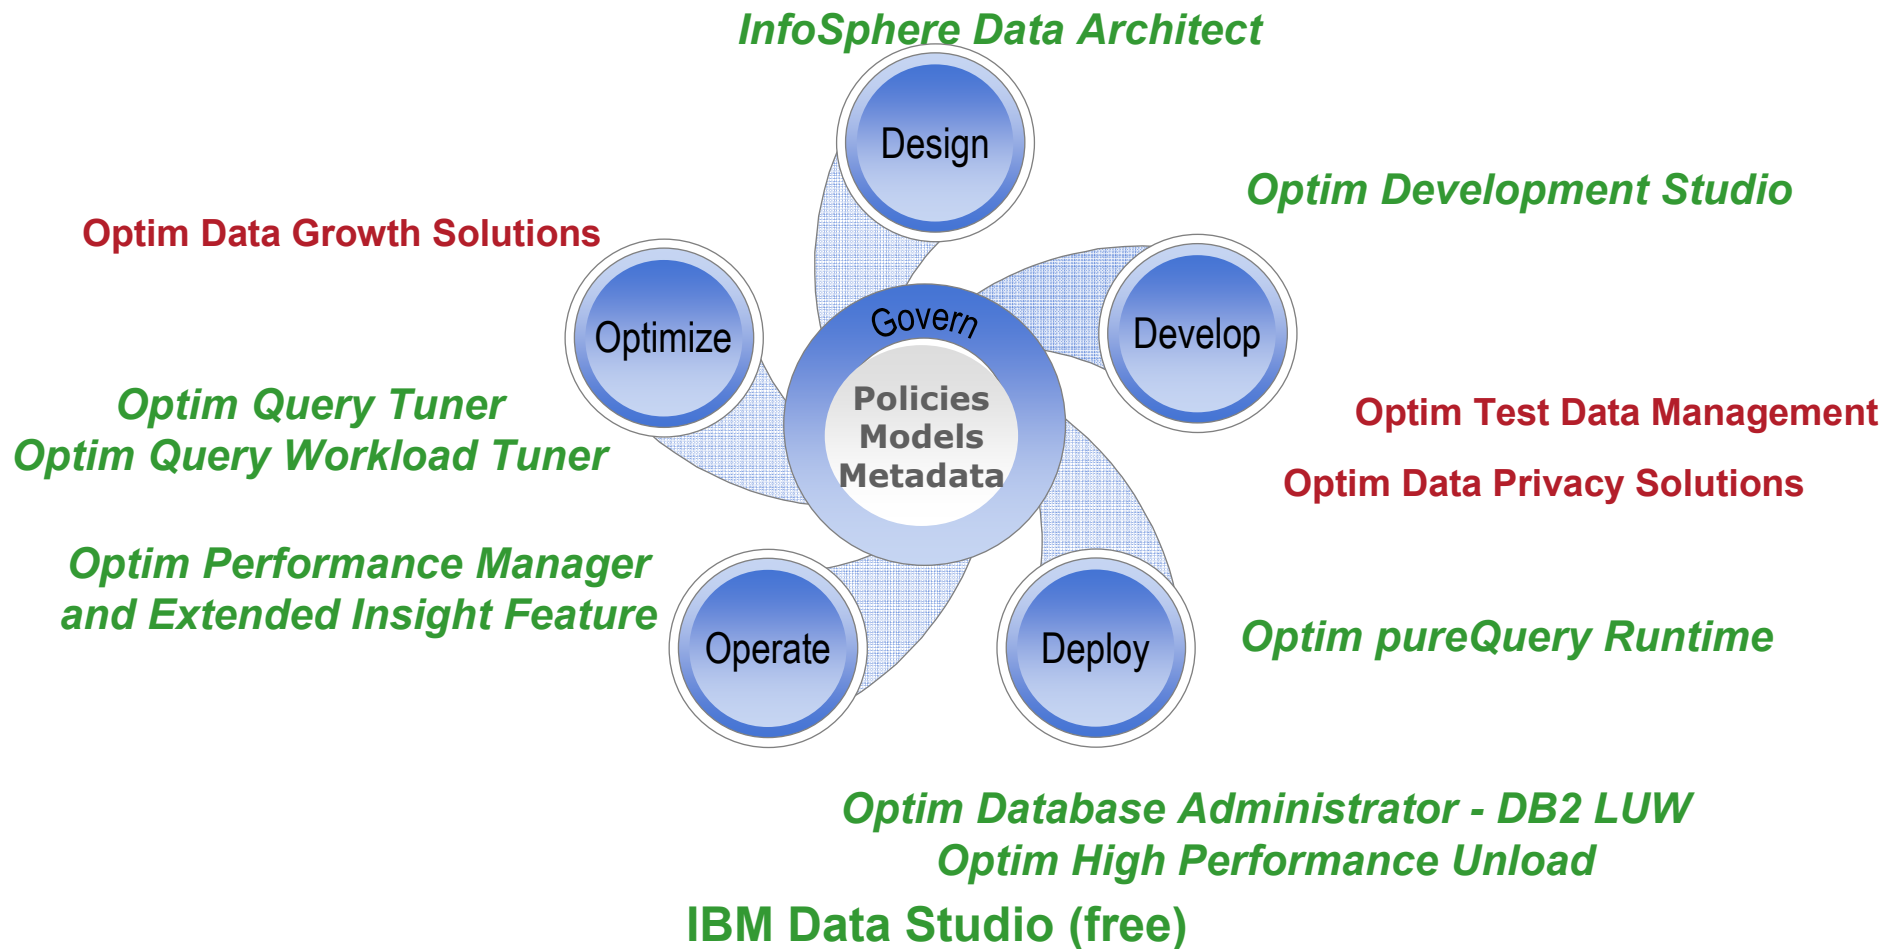 InfoSphere Data Architect
Design
Optim Development Studio
Optim Data Growth Solutions
Optimize
Govern
Develop
Policies
Models
Metadata
Optim Query Tuner
Optim Query Workload Tuner
Optim Test Data Management
Optim Data Privacy Solutions
Optim Performance Manager
and Extended Insight Feature
Operate
Deploy
Optim pureQuery Runtime
Optim Database Administrator - DB2 LUW
Optim High Performance Unload
IBM Data Studio (free)